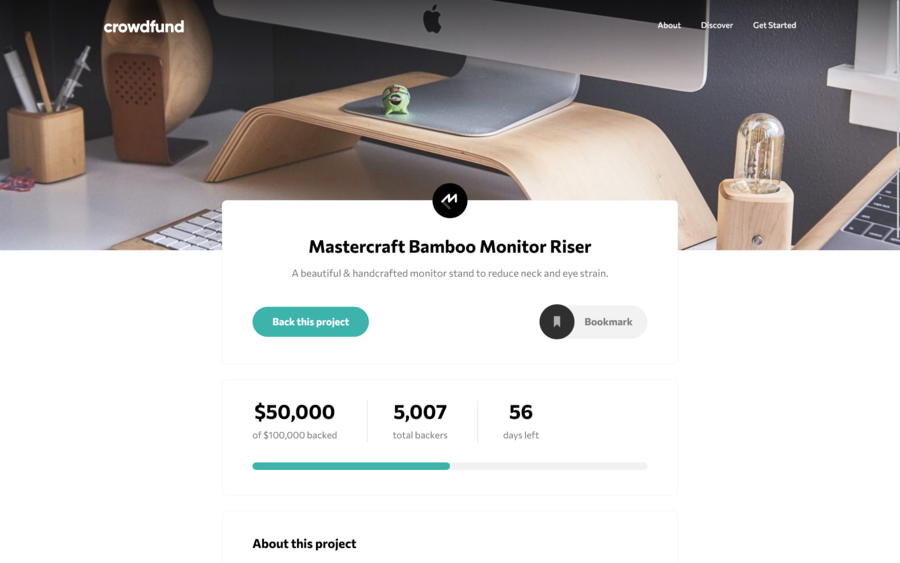 crowdfund
About Discover Get Started
Mastercraft Bamboo Monitor Riser
A beautiful & handcrafted monitor stand to reduce neck and eye strain.
Back this project
Bookmark
$50,000 5,007 56
of $100,000 backed total backers days left
About this project